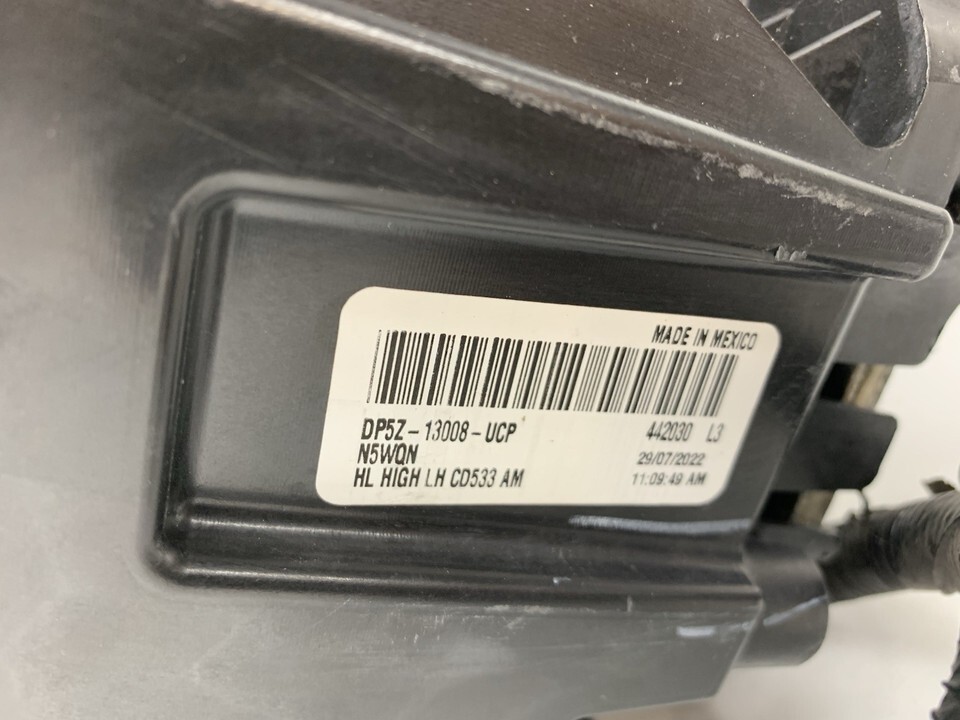 MADE IN MEXICO
DP5Z-13008-UCP 442030 L3
N5WQN 29/07/2022
HL HIGH LH CD533 AM 11:09:49 AM